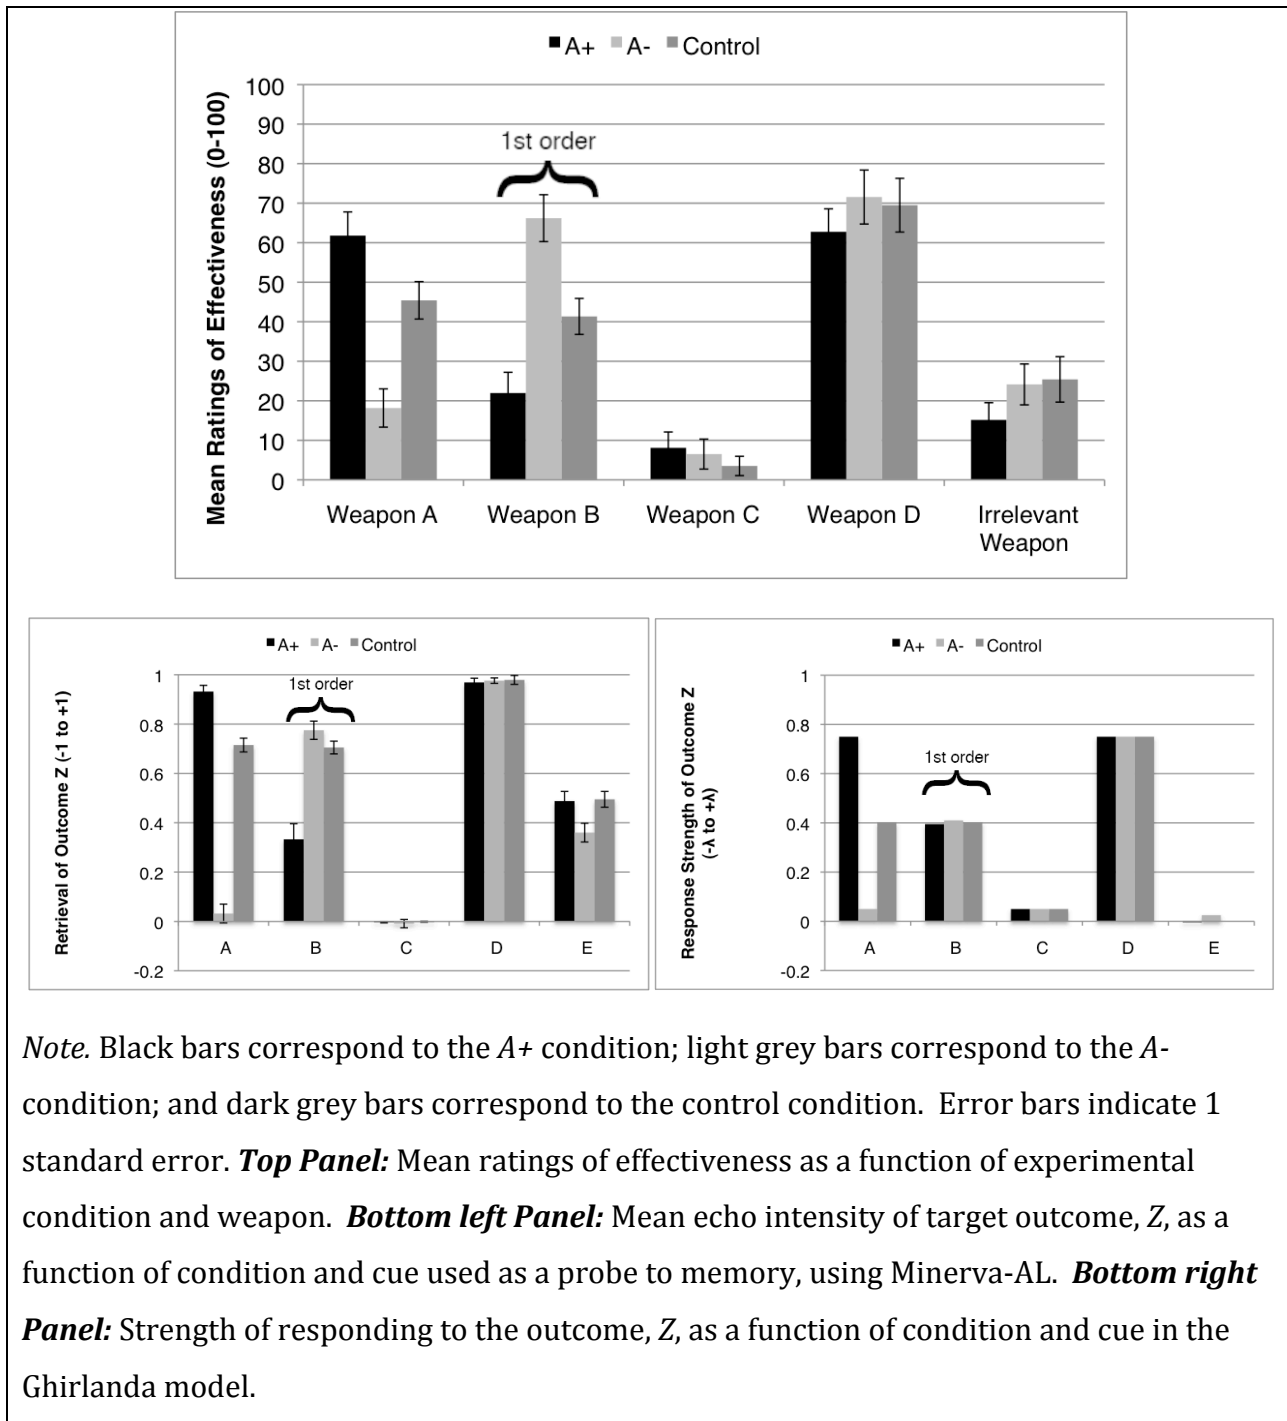 A+ A- Control
100
90
80
70
60
50
40
30
20
10
0
Mean Ratings of Effectiveness (0-100)
1st order
Weapon A Weapon B Weapon C Weapon D Irrelevant
Weapon
A+ A- Control
1
0.8
0.6
0.4
0.2
0
-0.2
Retrieval of Outcome Z (-1 to +1)
1st order
A B C D E
A+ A- Control
1
0.8
0.6
0.4
0.2
0
-0.2
Response Strength of Outcome Z
(-λ to +λ)
1st order
A B C D E
Note. Black bars correspond to the A+ condition; light grey bars correspond to the A-
condition; and dark grey bars correspond to the control condition.  Error bars indicate 1
standard error. Top Panel: Mean ratings of effectiveness as a function of experimental
condition and weapon.  Bottom left Panel: Mean echo intensity of target outcome, Z, as a
function of condition and cue used as a probe to memory, using Minerva-AL.  Bottom right
Panel: Strength of responding to the outcome, Z, as a function of condition and cue in the
Ghirlanda model.